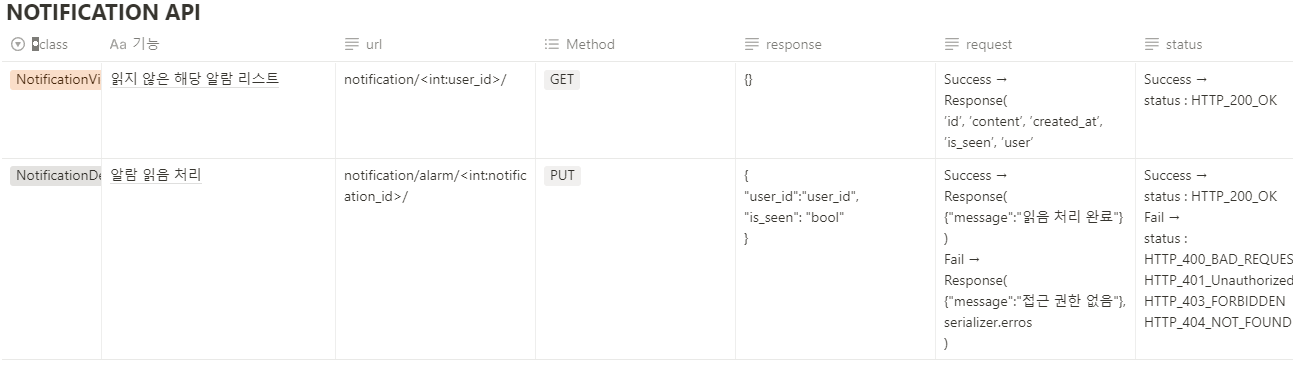 NOTIFICATION API
class
Aa 기능
url
Method
response
request
status
NotificationVi
읽지 않은 해당 알람 리스트
notification/<int:user_id>/
GET
{}
Success →
Response(
'id', 'content', 'created_at',
'is_seen', 'user'
Success →
status : HTTP_200_OK
NotificationDe
알람 읽음 처리
notification/alarm/<int:notific
ation_id>/
PUT
{
"user_id":"user_id",
"is_seen": "bool"
}
Success →
Response(
{"message":"읽음 처리 완료"}
)
Fail →
Response(
{"message":"접근 권한 없음"},
serializer.erros
)
Success →
status : HTTP_200_OK
Fail →
status :
HTTP_400_BAD_REQUES
HTTP_401_Unauthorized
HTTP_403_FORBIDDEN
HTTP_404_NOT_FOUND